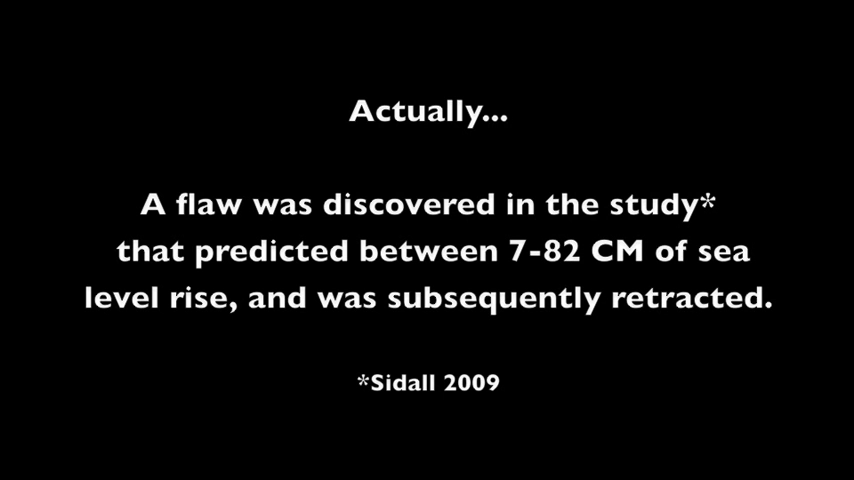 Actually...
A flaw was discovered in the study*
that predicted between 7-82 CM of sea
level rise, and was subsequently retracted.
*Sidall 2009